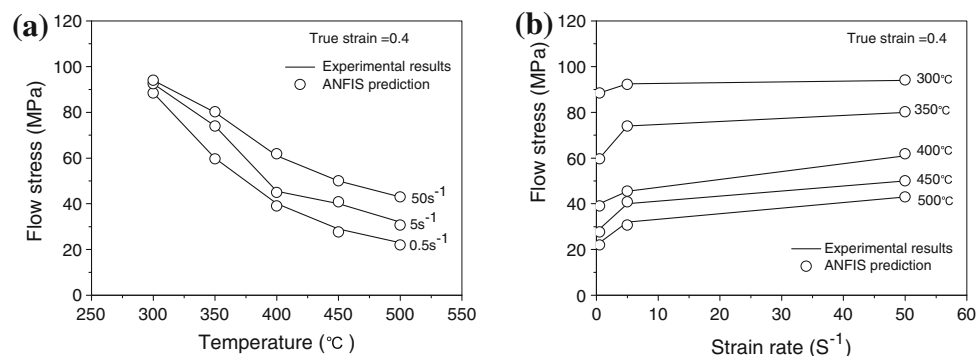 (a)
True strain =0.4
Experimental results
ANFIS prediction
Flow stress (MPa)
120
100
80
60
40
20
0
50s⁻¹
5s⁻¹
0.5s⁻¹
250 300 350 400 450 500 550
Temperature (℃)
(b)
True strain =0.4
Flow stress (MPa)
120
100
80
60
40
20
0
300℃
350℃
400℃
450℃
500℃
Experimental results
ANFIS prediction
0 10 20 30 40 50 60
Strain rate (S⁻¹)